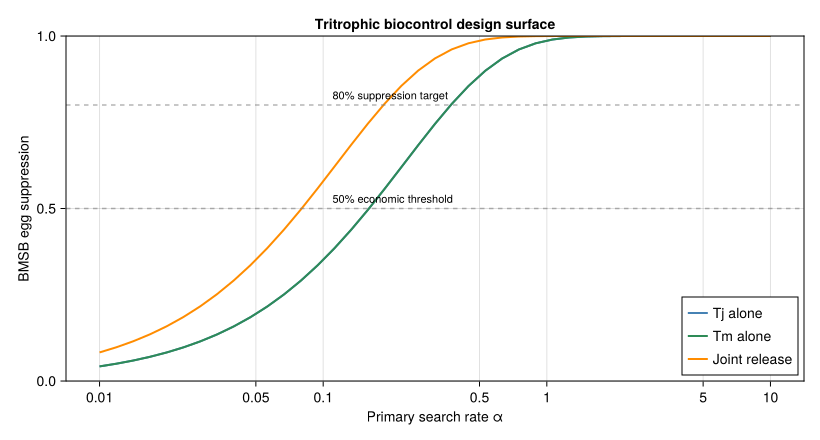 Tritrophic biocontrol design surface
BMSB egg suppression
1.0
0.5
0.0
80% suppression target
50% economic threshold
Tj alone
Tm alone
Joint release
0.01
0.05
0.1
0.5
1
5
10
Primary search rate α